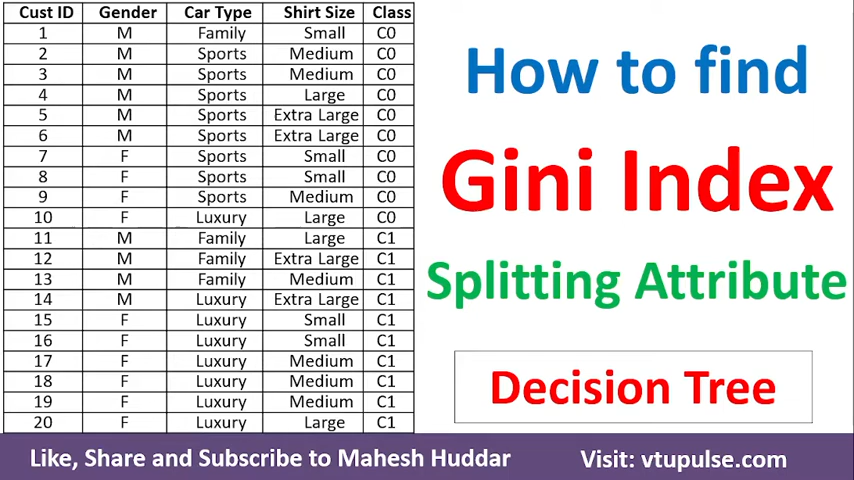 Cust ID Gender Car Type Shirt Size Class
1 M Family Small C0
2 M Sports Medium C0
3 M Sports Medium C0
4 M Sports Large C0
5 M Sports Extra Large C0
6 M Sports Extra Large C0
7 F Sports Small C0
8 F Sports Small C0
9 F Sports Medium C0
10 F Luxury Large C0
11 M Family Large C1
12 M Family Extra Large C1
13 M Family Medium C1
14 M Luxury Extra Large C1
15 F Luxury Small C1
16 F Luxury Small C1
17 F Luxury Medium C1
18 F Luxury Medium C1
19 F Luxury Medium C1
20 F Luxury Large C1
How to find
Gini Index
Splitting Attribute
Decision Tree
Like, Share and Subscribe to Mahesh Huddar
Visit: vtupulse.com